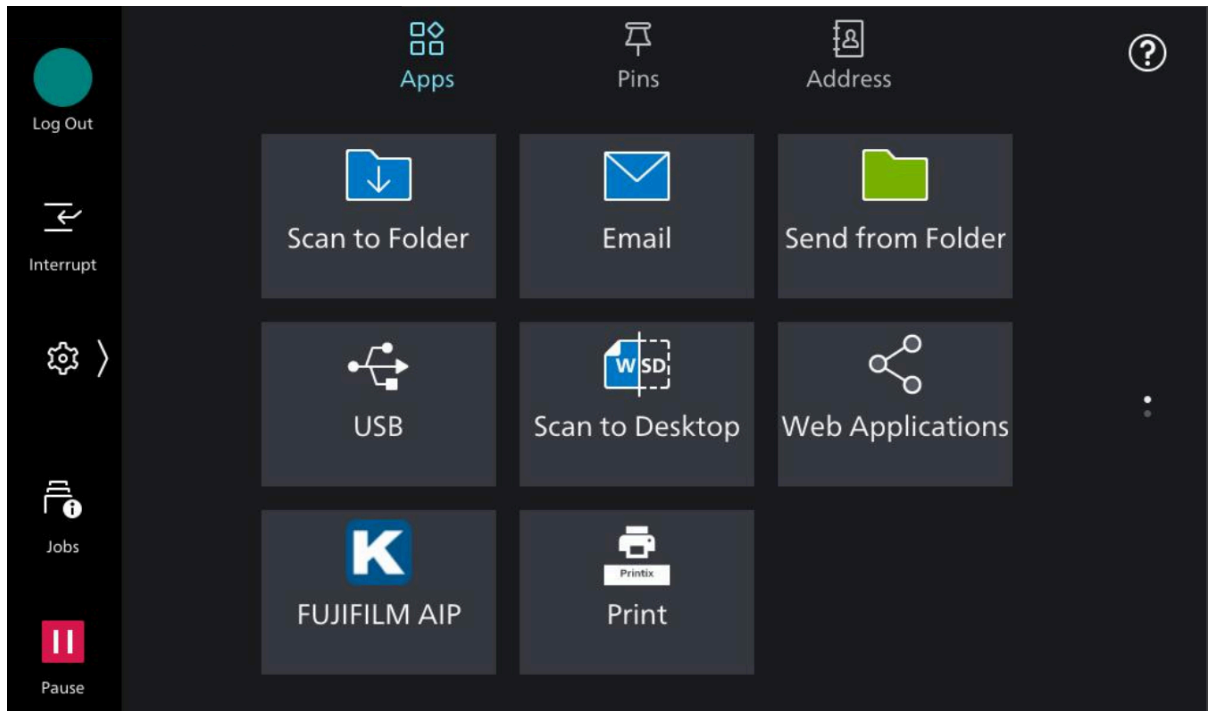 Apps
Pins
Address
?
Log Out
Interrupt
Jobs
Pause
Scan to Folder
Email
Send from Folder
USB
W SD
Scan to Desktop
Web Applications
K
FUJIFILM AIP
Printix
Print